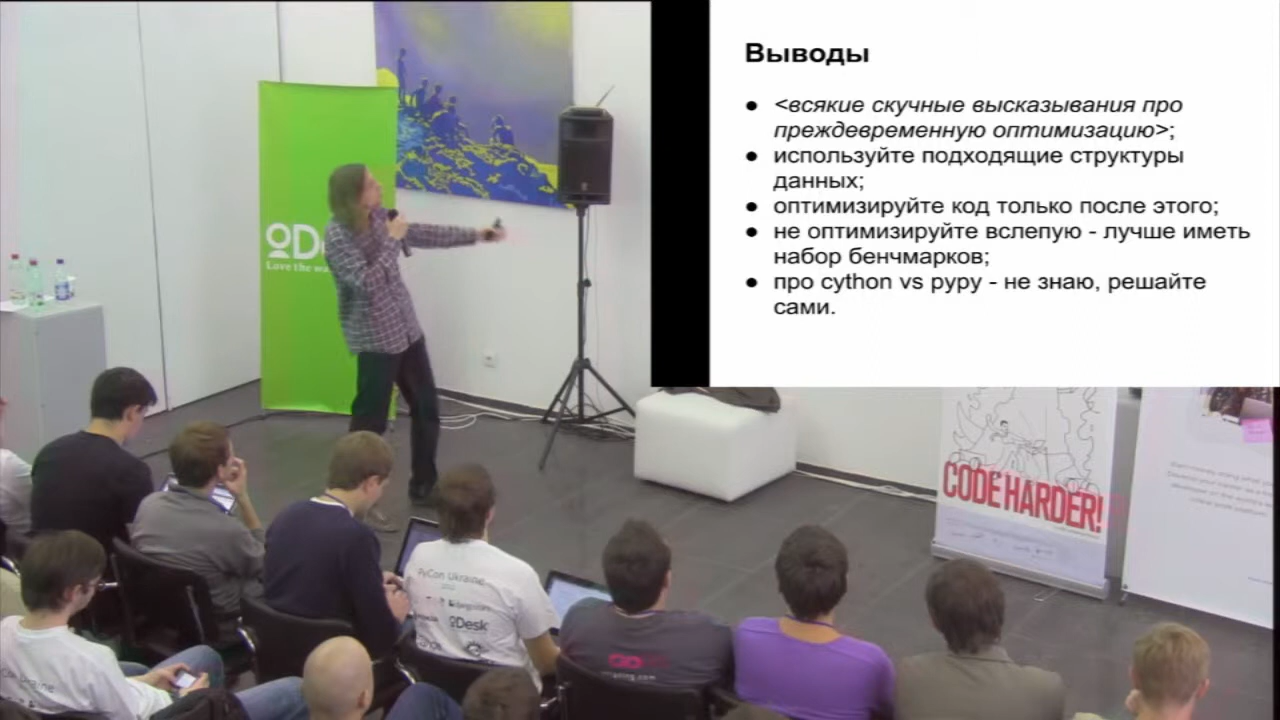 Выводы
● <всякие скучные высказывания про
преждевременную оптимизацию>;
● используйте подходящие структуры
данных;
● оптимизируйте код только после этого;
● не оптимизируйте вслепую - лучше иметь
набор бенчмарков;
● про cython vs pypy - не знаю, решайте
сами.
Love the
CODE HARDER!
PyCon Ukraine
oDesk